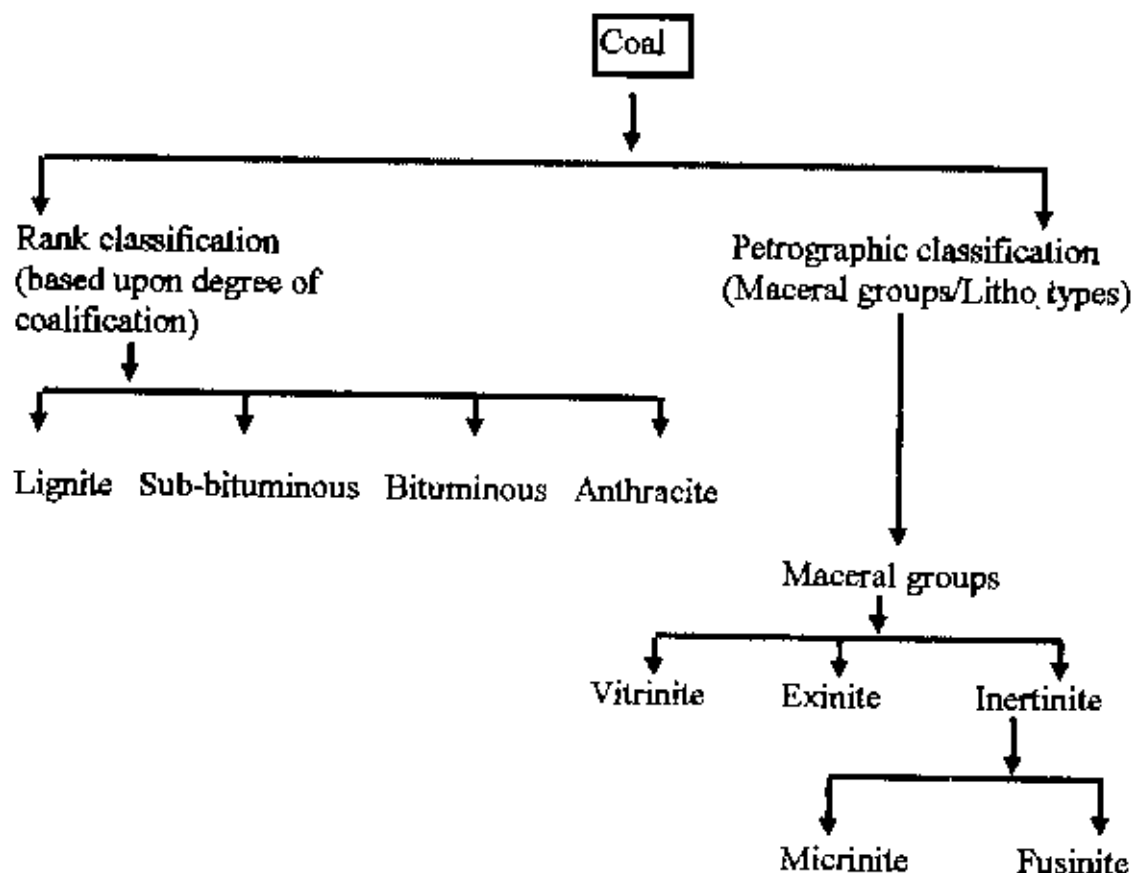 Coal
Rank classification
(based upon degree of
coalification)
Petrographic classification
(Maceral groups/Litho types)
Lignite Sub-bituminous Bituminous Anthracite
Maceral groups
Vitrinite Exinite Inertinite
Micrinite Fusinite